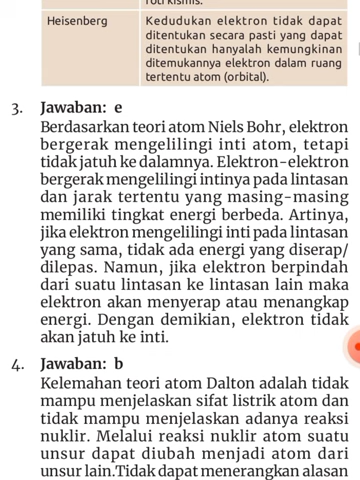 roti kismis.
Heisenberg Kedudukan elektron tidak dapat
ditentukan secara pasti yang dapat
ditentukan hanyalah kemungkinan
ditemukannya elektron dalam ruang
tertentu atom (orbital).
3. Jawaban: e
Berdasarkan teori atom Niels Bohr, elektron
bergerak mengelilingi inti atom, tetapi
tidak jatuh ke dalamnya. Elektron-elektron
bergerak mengelilingi intinya pada lintasan
dan jarak tertentu yang masing-masing
memiliki tingkat energi berbeda. Artinya,
jika elektron mengelilingi inti pada lintasan
yang sama, tidak ada energi yang diserap/
dilepas. Namun, jika elektron berpindah
dari suatu lintasan ke lintasan lain maka
elektron akan menyerap atau menangkap
energi. Dengan demikian, elektron tidak
akan jatuh ke inti.
4. Jawaban: b
Kelemahan teori atom Dalton adalah tidak
mampu menjelaskan sifat listrik atom dan
tidak mampu menjelaskan adanya reaksi
nuklir. Melalui reaksi nuklir atom suatu
unsur dapat diubah menjadi atom dari
unsur lain.Tidak dapat menerangkan alasan